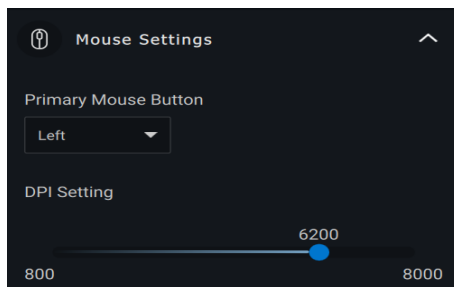 Mouse Settings
Primary Mouse Button
Left
DPI Setting
6200
800 8000